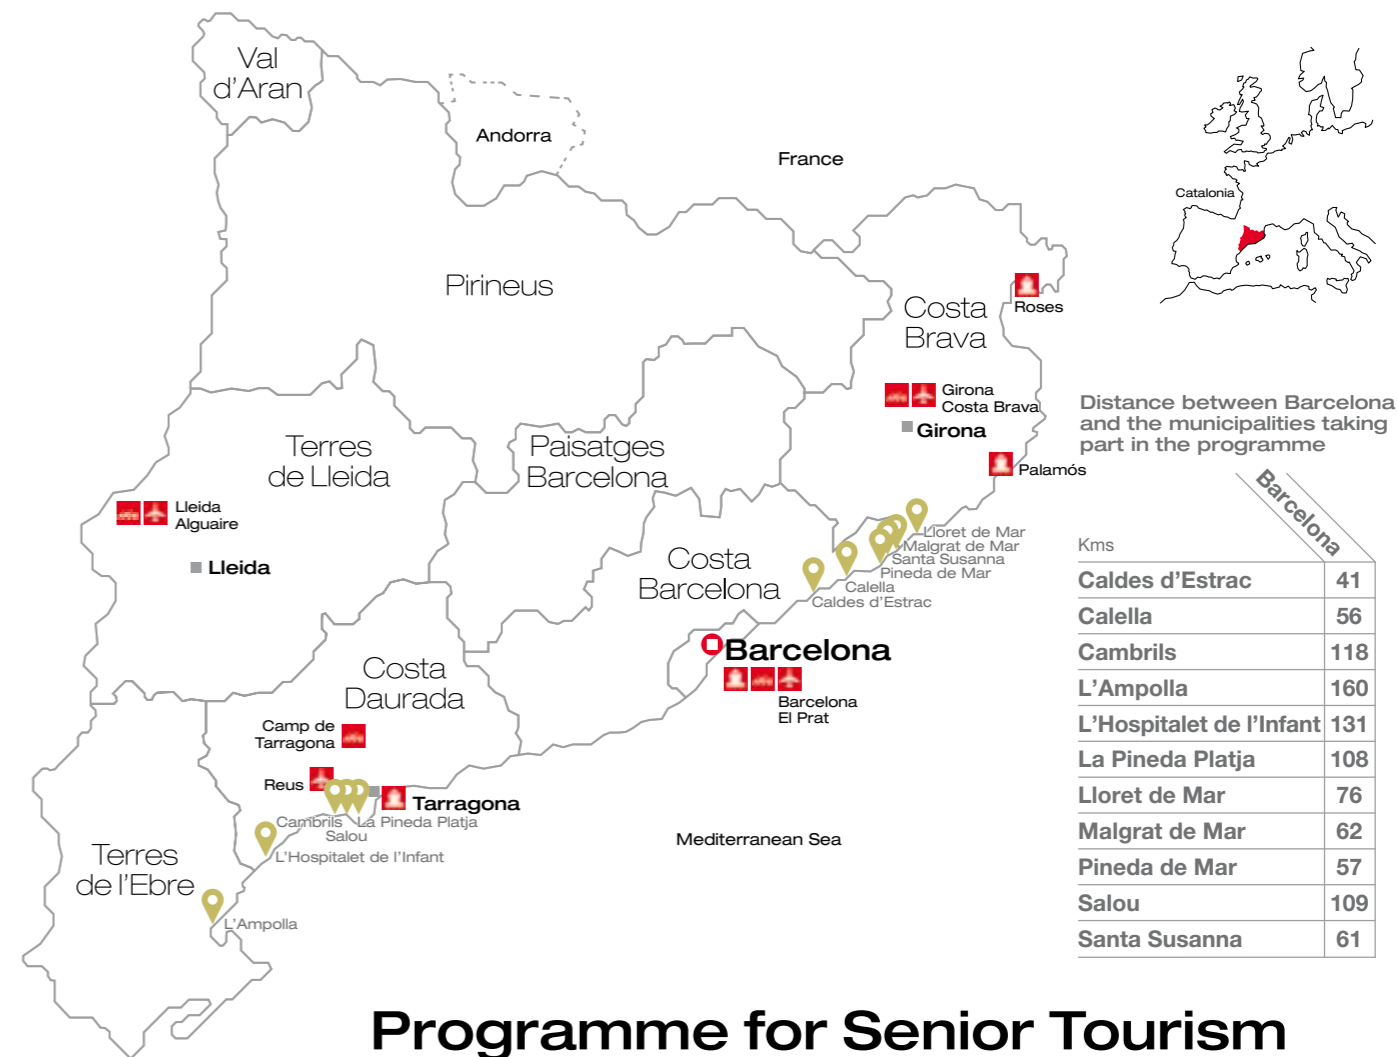 Val
d’Aran
Andorra
France
Catalonia
Pirineus
Costa
Brava
Roses
Girona
Costa Brava
Girona
Palamós
Terres
de Lleida
Paisatges
Barcelona
Lleida
Alguaire
Lleida
Costa
Barcelona
Lloret de Mar
Malgrat de Mar
Santa Susanna
Pineda de Mar
Calella
Caldes d’Estrac
Barcelona
Barcelona
El Prat
Costa
Daurada
Camp de
Tarragona
Reus
Tarragona
Cambrils
La Pineda Platja
Salou
L’Hospitalet de l’Infant
Mediterranean Sea
Terres
de l’Ebre
L’Ampolla
Distance between Barcelona
and the municipalities taking
part in the programme
Barcelona
Kms
Caldes d’Estrac 41
Calella 56
Cambrils 118
L’Ampolla 160
L’Hospitalet de l’Infant 131
La Pineda Platja 108
Lloret de Mar 76
Malgrat de Mar 62
Pineda de Mar 57
Salou 109
Santa Susanna 61
Programme for Senior Tourism